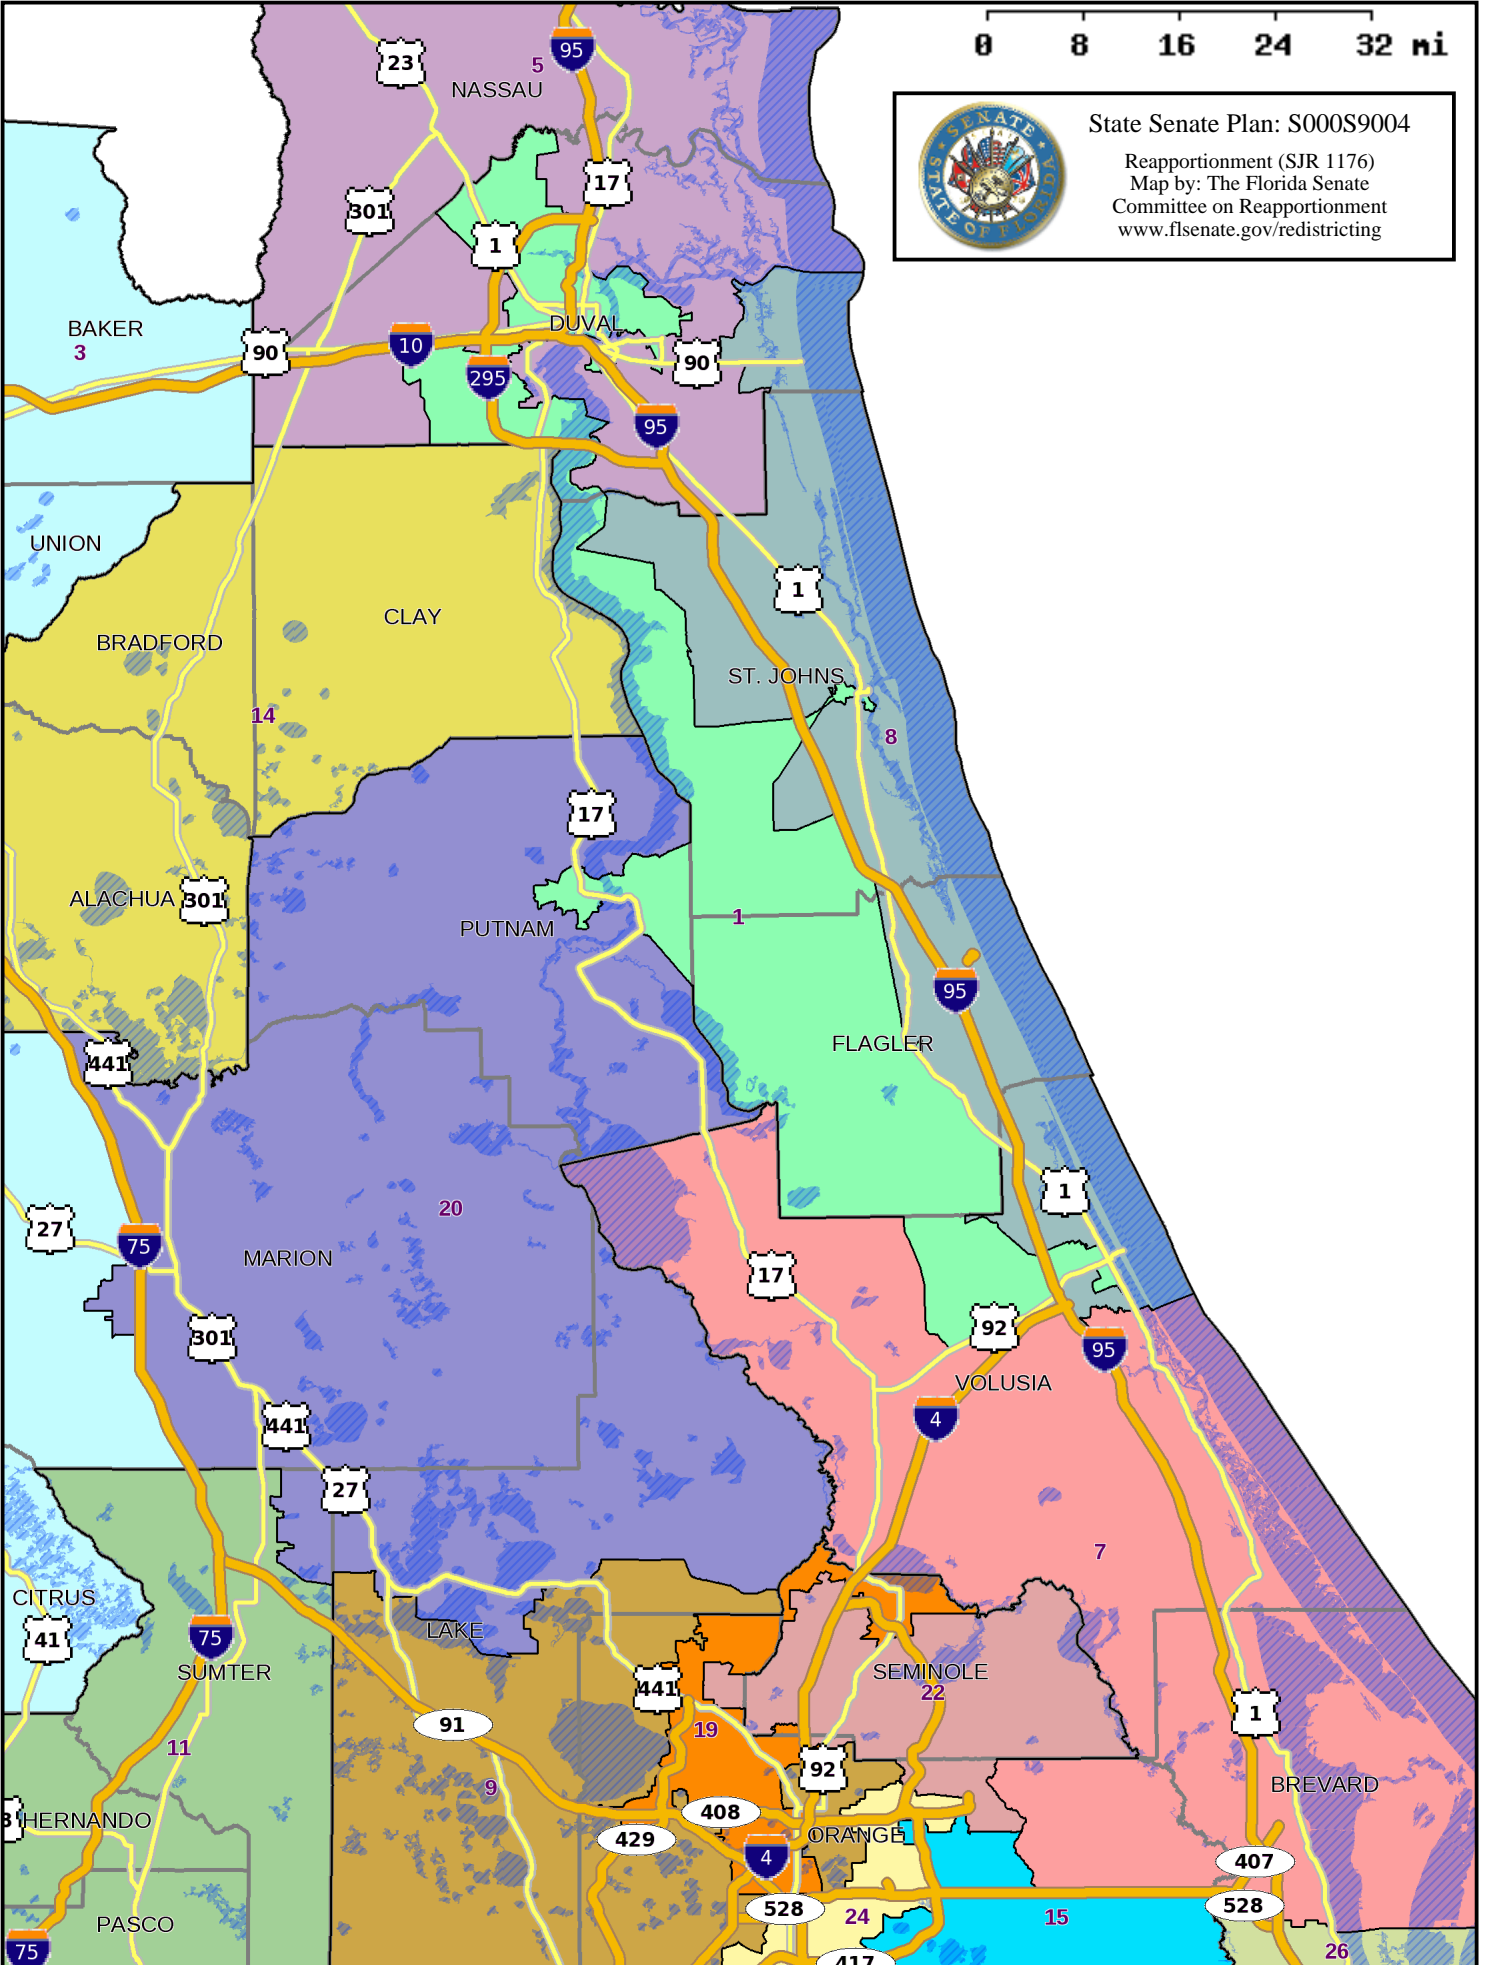 0 8 16 24 32 mi
State Senate Plan: S000S9004
Reapportionment (SJR 1176)
Map by: The Florida Senate
Committee on Reapportionment
www.flsenate.gov/redistricting
SENATE
STATE OF FLORIDA
95
23
5
NASSAU
17
301
1
DUVAL
BAKER
3
90
10
90
295
95
UNION
1
CLAY
BRADFORD
ST. JOHNS
14
8
17
ALACHUA
301
PUTNAM
1
95
FLAGLER
441
1
20
27
75
MARION
17
301
92
95
VOLUSIA
4
441
27
7
CITRUS
LAKE
41
75
SUMTER
SEMINOLE
22
441
1
91
19
11
92
9
BREVARD
HERNANDO
408
ORANGE
429
4
407
528
528
PASCO
24
15
75
26
417